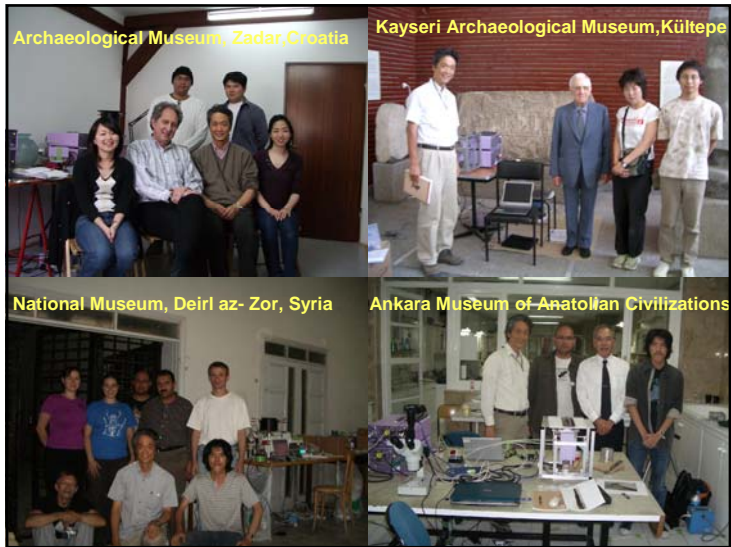 Archaeological Museum, Zadar,Croatia
Kayseri Archaeological Museum,Kültepe
National Museum, Deirl az- Zor, Syria
Ankara Museum of Anatolian Civilizations